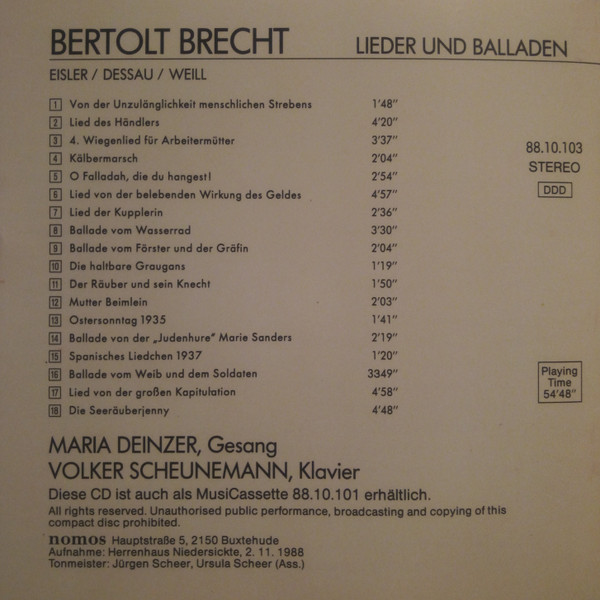 BERTOLT BRECHT LIEDER UND BALLADEN
EISLER / DESSAU / WEILL
1 Von der Unzulänglichkeit menschlichen Strebens 1'48"
2 Lied des Händlers 4'20"
3 4. Wiegenlied für Arbeitermütter 3'37"
4 Kälbermarsch 2'04"
5 O Falladah, die du hangest! 2'54"
6 Lied von der belebenden Wirkung des Geldes 4'57"
7 Lied der Kupplerin 2'36"
8 Ballade vom Wasserrad 3'30"
9 Ballade vom Förster und der Gräfin 2'04"
10 Die haltbare Graugans 1'19"
11 Der Räuber und sein Knecht 1'50"
12 Mutter Beimlein 2'03"
13 Ostersonntag 1935 1'41"
14 Ballade von der „Judenhure" Marie Sanders 2'19"
15 Spanisches Liedchen 1937 1'20"
16 Ballade vom Weib und dem Soldaten 3349"
17 Lied von der großen Kapitulation 4'58"
18 Die Seeräuberjenny 4'48"
88.10.103
STEREO
DDD
Playing
Time
54'48"
MARIA DEINZER, Gesang
VOLKER SCHEUNEMANN, Klavier
Diese CD ist auch als MusiCassette 88.10.101 erhältlich.
All rights reserved. Unauthorised public performance, broadcasting and copying of this
compact disc prohibited.
nomos Hauptstraße 5, 2150 Buxtehude
Aufnahme: Herrenhaus Niedersickte, 2. 11. 1988
Tonmeister: Jürgen Scheer, Ursula Scheer (Ass.)